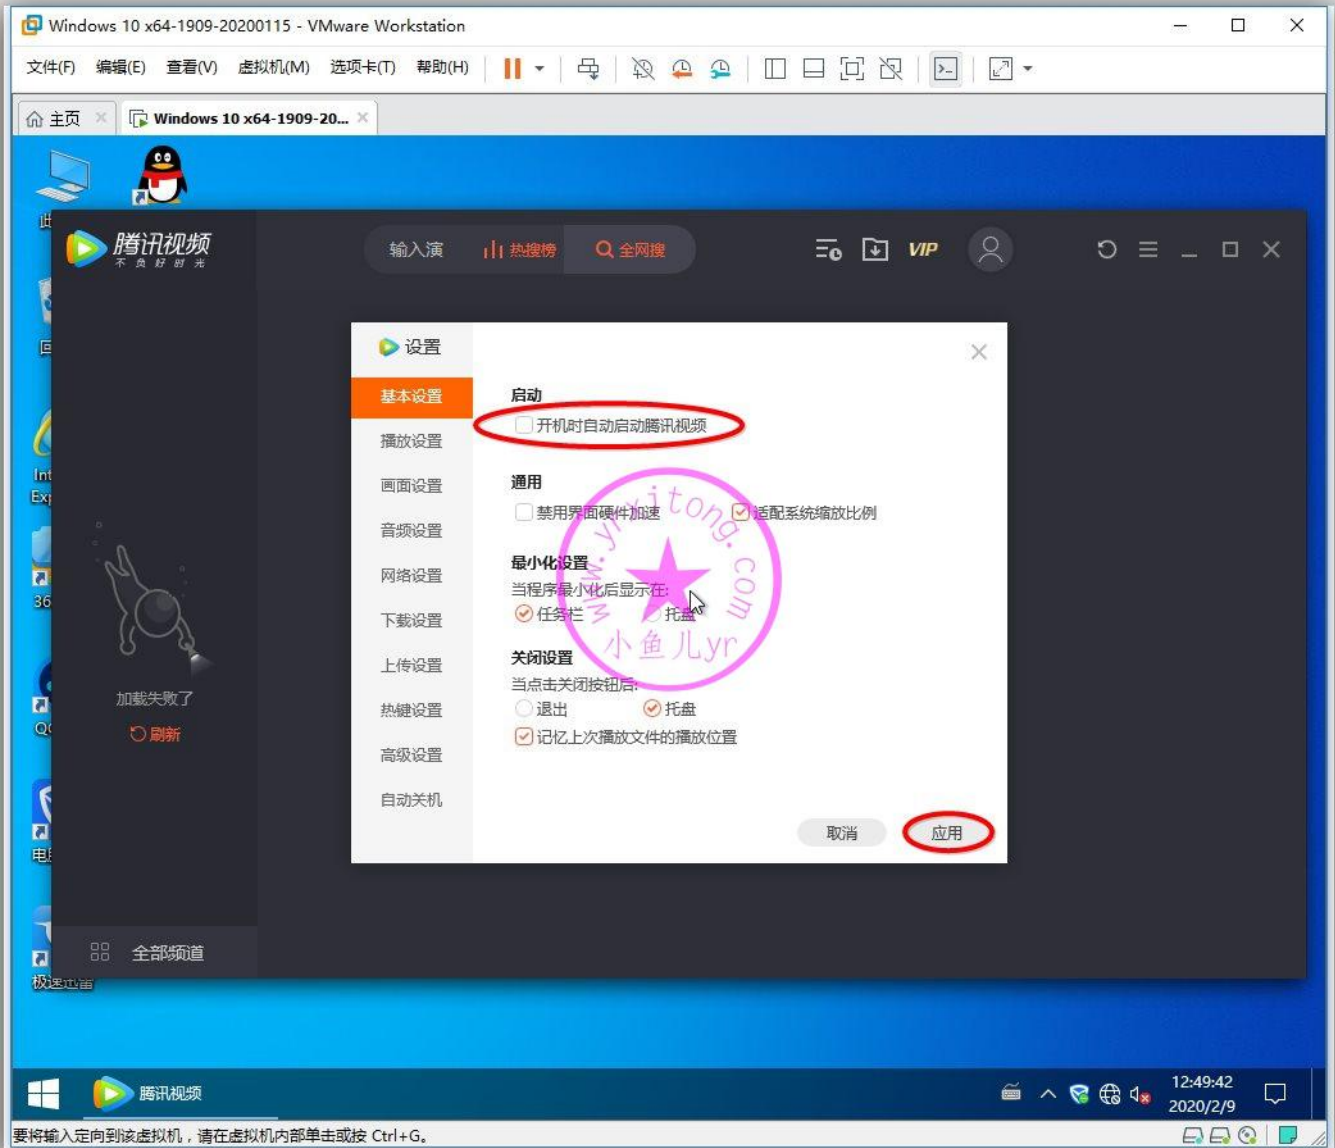 Windows 10 x64-1909-20200115 - VMware Workstation
文件(F) 编辑(E) 查看(V) 虚拟机(M) 选项卡(T) 帮助(H)
主页 Windows 10 x64-1909-20...
腾讯视频
不负好时光
输入演 热搜榜 全网搜 VIP
设置
基本设置
播放设置
画面设置
音频设置
网络设置
下载设置
上传设置
热键设置
高级设置
自动关机
启动
开机时自动启动腾讯视频
通用
禁用界面硬件加速 适配系统缩放比例
最小化设置
当程序最小化后显示在:
任务栏 托盘
关闭设置
当点击关闭按钮后:
退出 托盘
记忆上次播放文件的播放位置
取消 应用
www.yrxitong.com
小鱼儿yr
加载失败了
刷新
全部频道
Int
Exp
36
极速迅雷
腾讯视频
12:49:42
2020/2/9
要将输入定向到该虚拟机，请在虚拟机内部单击或按 Ctrl+G。